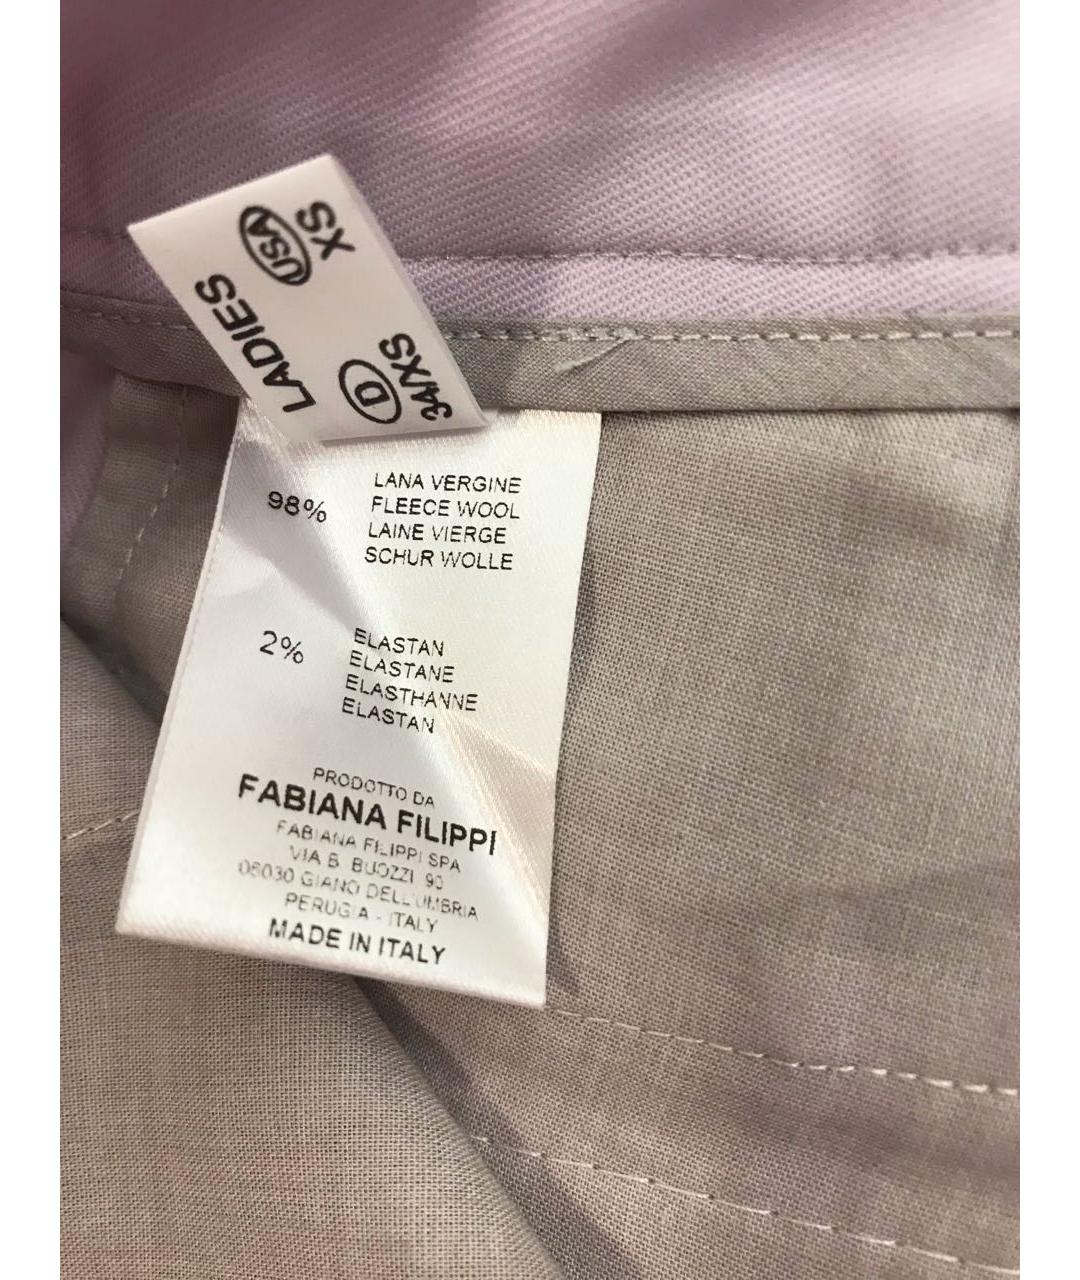 LADIES
USA
XS
D
34/XS
98%
LANA VERGINE
FLEECE WOOL
LAINE VIERGE
SCHUR WOLLE
2%
ELASTAN
ELASTANE
ELASTHANNE
ELASTAN
PRODOTTO DA
FABIANA FILIPPI
FABIANA FILIPPI SPA
VIA B. BUOZZI 90
06030 GIANO DELL'UMBRIA
PERUGIA - ITALY
MADE IN ITALY